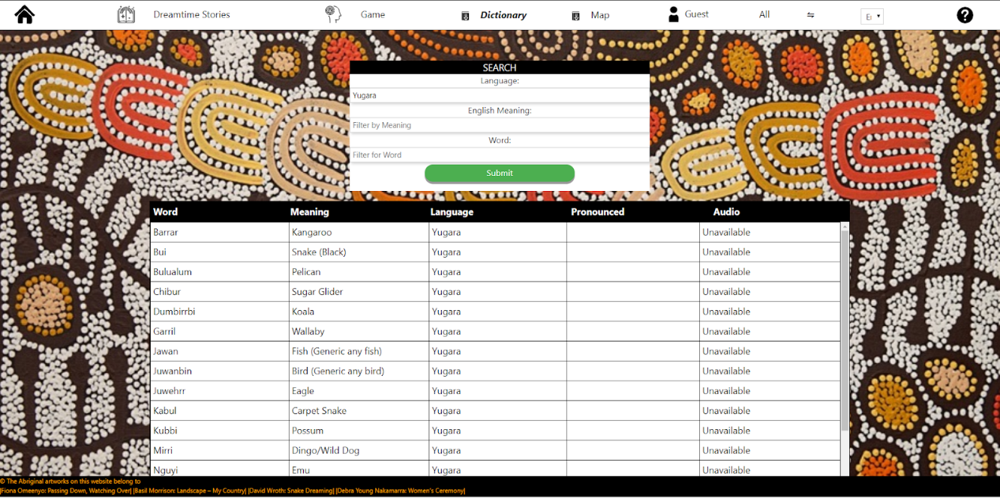 Dreamtime Stories Game Dictionary Map Guest All ⇋
SEARCH
Language:
Yugara
English Meaning:
Filter by Meaning
Word:
Filter for Word
Submit
Word Meaning Language Pronounced Audio
Barrar Kangaroo Yugara Unavailable
Bui Snake (Black) Yugara Unavailable
Bulualum Pelican Yugara Unavailable
Chibur Sugar Glider Yugara Unavailable
Dumbirrbi Koala Yugara Unavailable
Garril Wallaby Yugara Unavailable
Jawan Fish (Generic any fish) Yugara Unavailable
Juwanbin Bird (Generic any bird) Yugara Unavailable
Juwehrr Eagle Yugara Unavailable
Kabul Carpet Snake Yugara Unavailable
Kubbi Possum Yugara Unavailable
Mirri Dingo/Wild Dog Yugara Unavailable
Nguyi Emu Yugara Unavailable
© The Abriginal artworks on this website belong to
|Fiona Omeenyo: Passing Down, Watching Over| |Basil Morrison: Landscape – My Country| |David Wroth: Snake Dreaming| |Debra Young Nakamarra: Women's Ceremony|